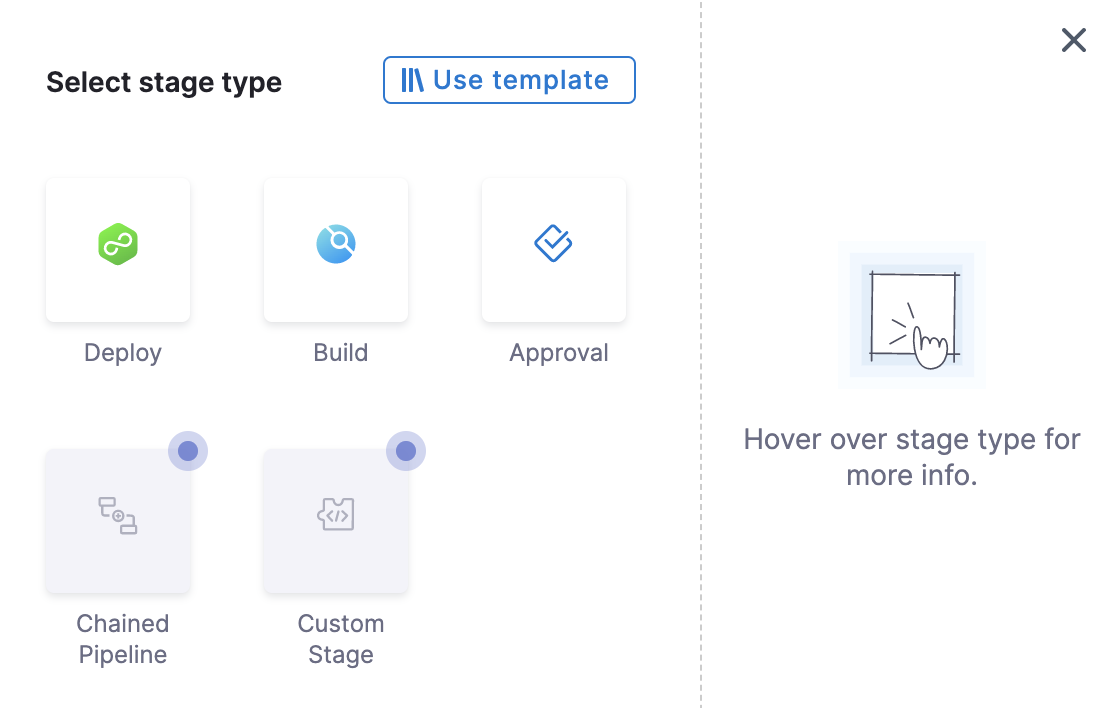 Select stage type
Use template
Deploy
Build
Approval
Chained
Pipeline
Custom
Stage
Hover over stage type for
more info.